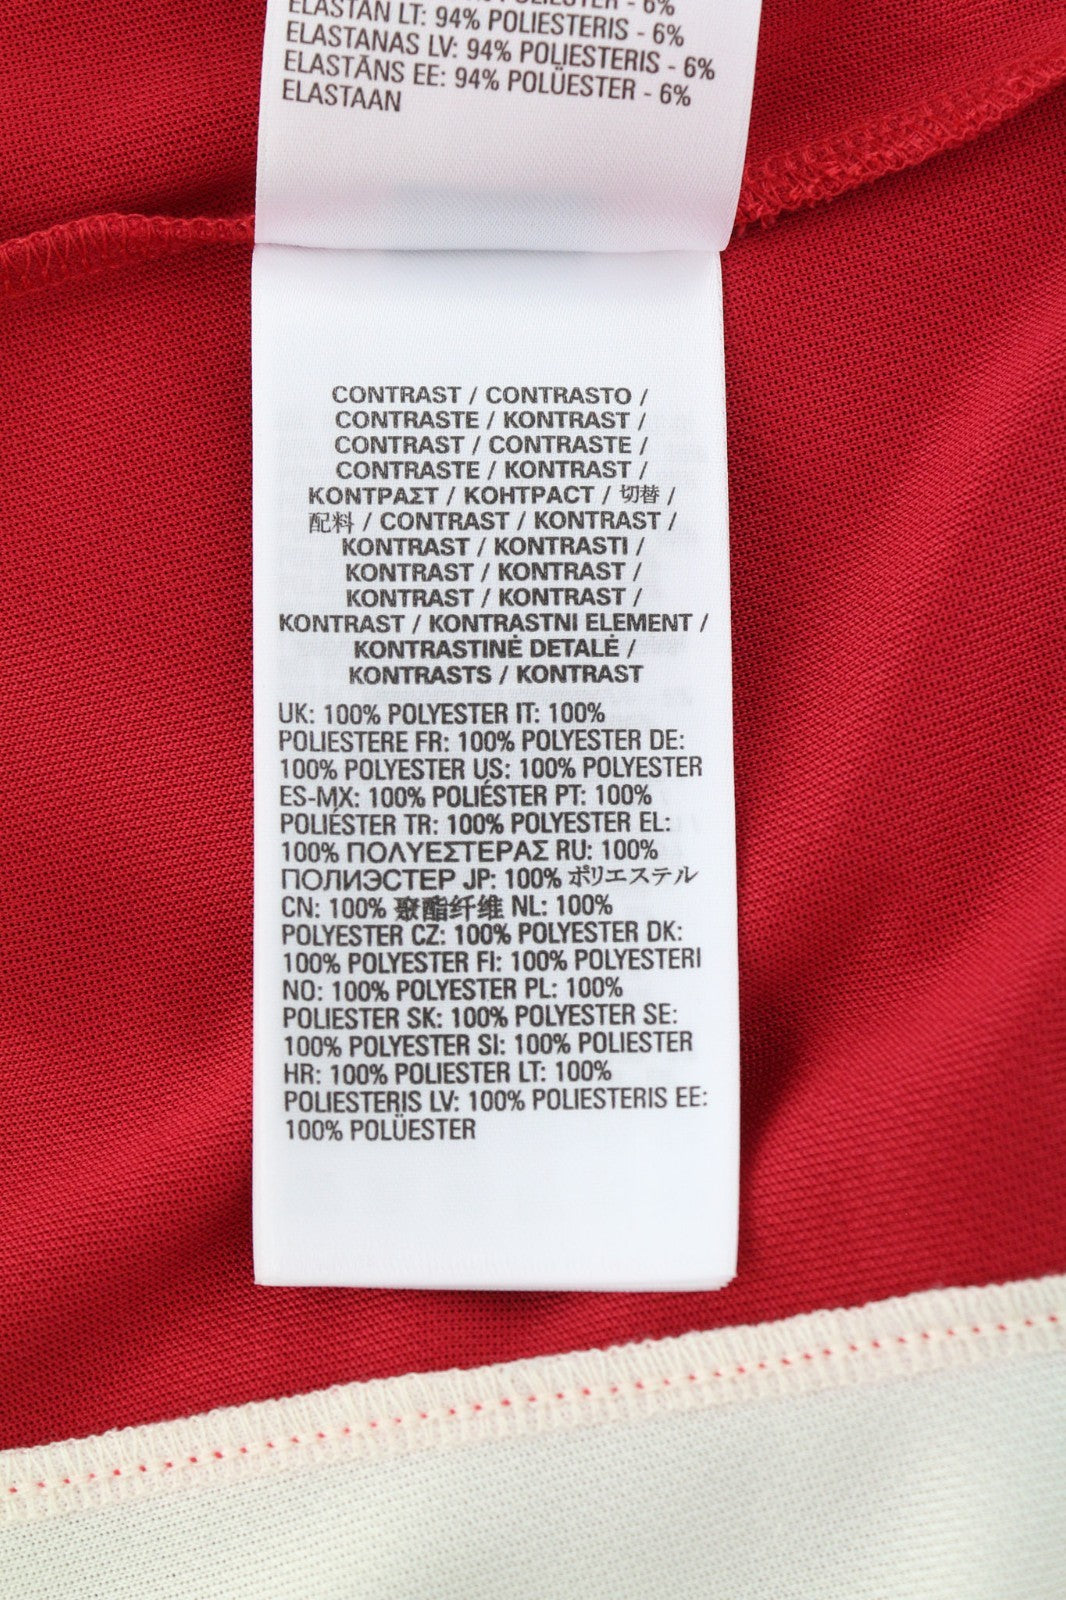 POLIESTER - 6%
ELASTAN LT: 94% POLIESTERIS - 6%
ELASTANAS LV: 94% POLIESTERIS - 6%
ELASTĀNS EE: 94% POLÜESTER - 6%
ELASTAAN
CONTRAST / CONTRASTO /
CONTRASTE / KONTRAST /
CONTRAST / CONTRASTE /
CONTRASTE / KONTRAST /
ΚΟΝΤΡΑΣΤ / КОНТРАСТ / 切替 /
配料 / CONTRAST / KONTRAST /
KONTRAST / KONTRASTI /
KONTRAST / KONTRAST /
KONTRAST / KONTRAST /
KONTRAST / KONTRASTNI ELEMENT /
KONTRASTINĖ DETALĖ /
KONTRASTS / KONTRAST
UK: 100% POLYESTER IT: 100%
POLIESTERE FR: 100% POLYESTER DE:
100% POLYESTER US: 100% POLYESTER
ES-MX: 100% POLIÉSTER PT: 100%
POLIÉSTER TR: 100% POLYESTER EL:
100% ΠΟΛΥΕΣΤΕΡΑΣ RU: 100%
ПОЛИЭСТЕР JP: 100% ポリエステル
CN: 100% 聚酯纤维 NL: 100%
POLYESTER CZ: 100% POLYESTER DK:
100% POLYESTER FI: 100% POLYESTERI
NO: 100% POLYESTER PL: 100%
POLIESTER SK: 100% POLYESTER SE:
100% POLYESTER SI: 100% POLIESTER
HR: 100% POLIESTER LT: 100%
POLIESTERIS LV: 100% POLIESTERIS EE:
100% POLÜESTER